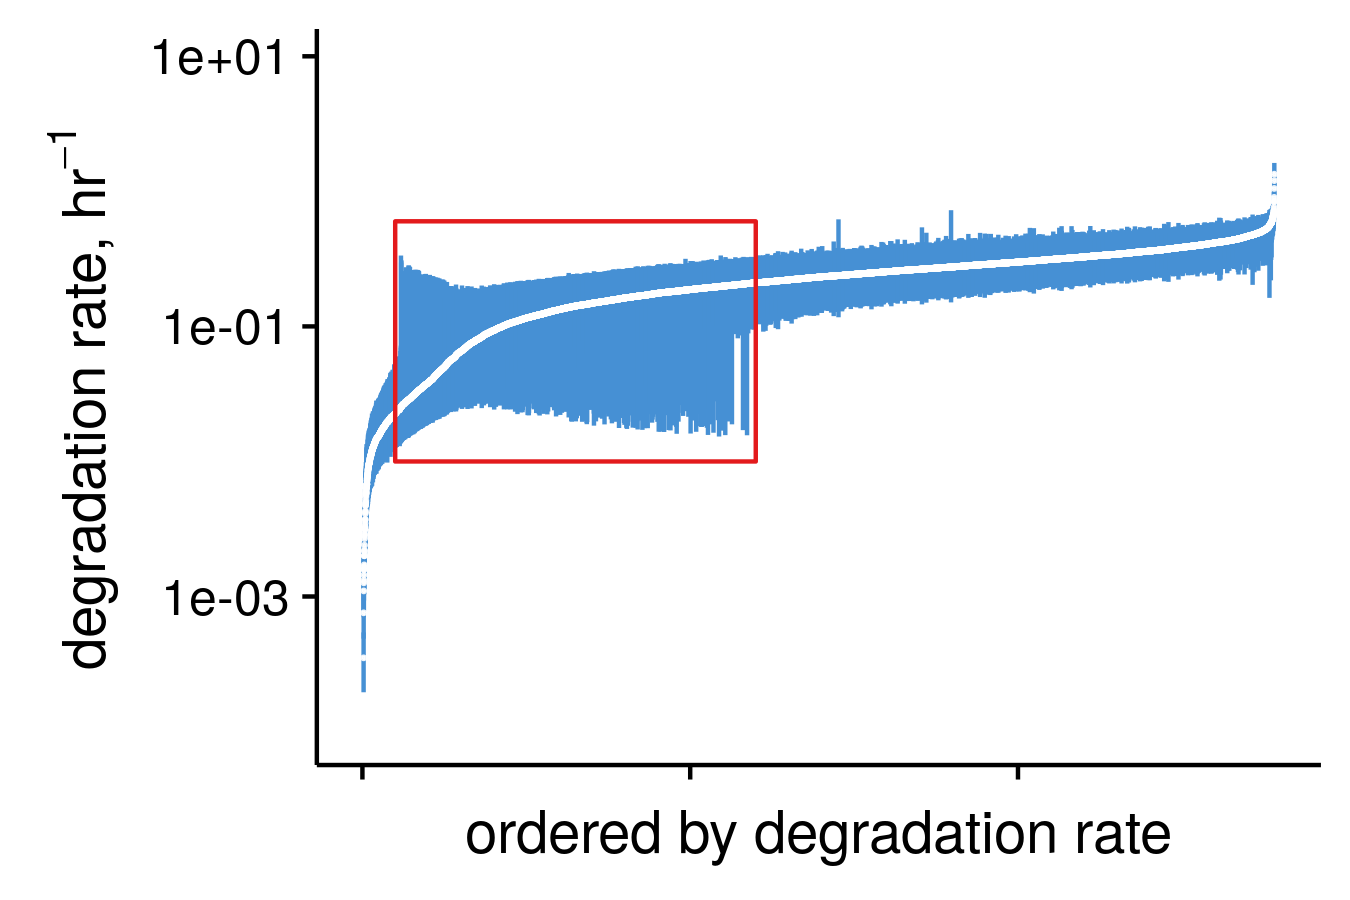 1e+01
1e-01
1e-03
degradation rate, hr⁻¹
ordered by degradation rate